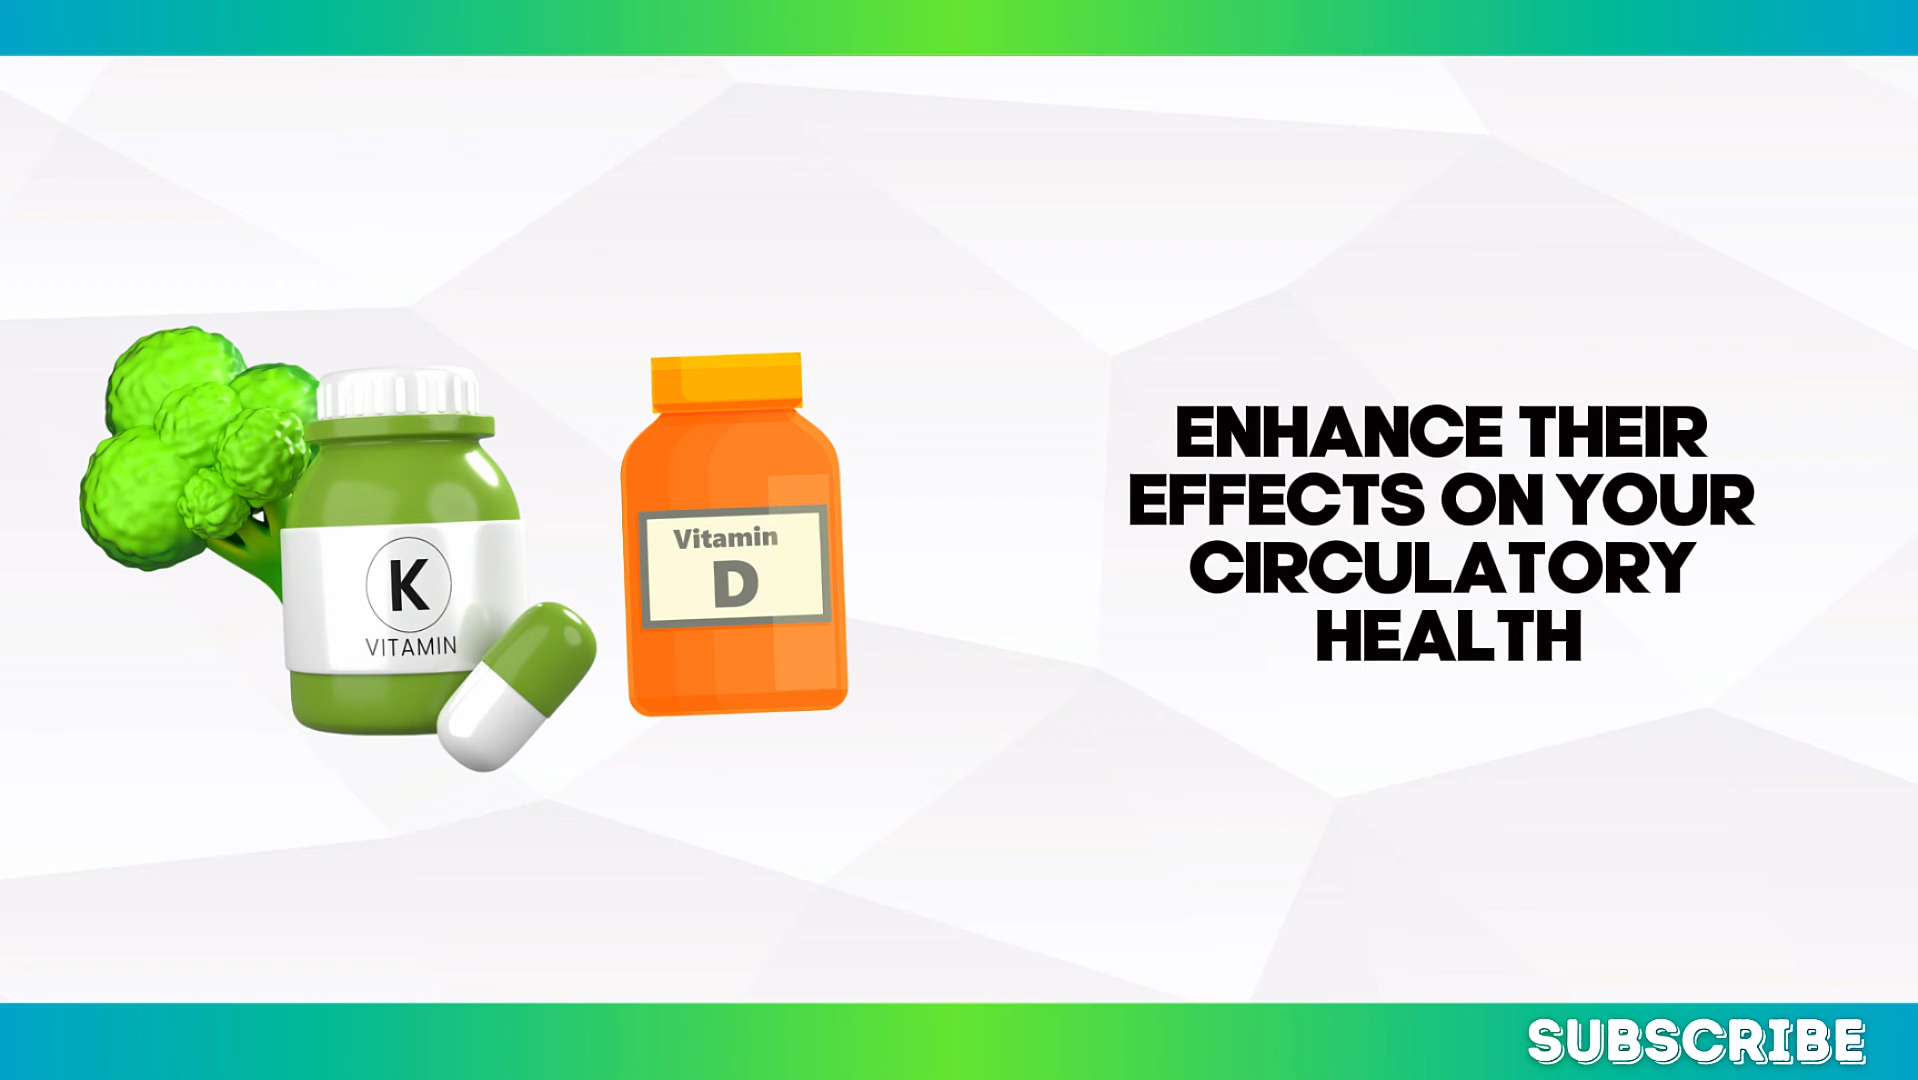 K
VITAMIN
Vitamin
D
ENHANCE THEIR
EFFECTS ON YOUR
CIRCULATORY
HEALTH
SUBSCRIBE